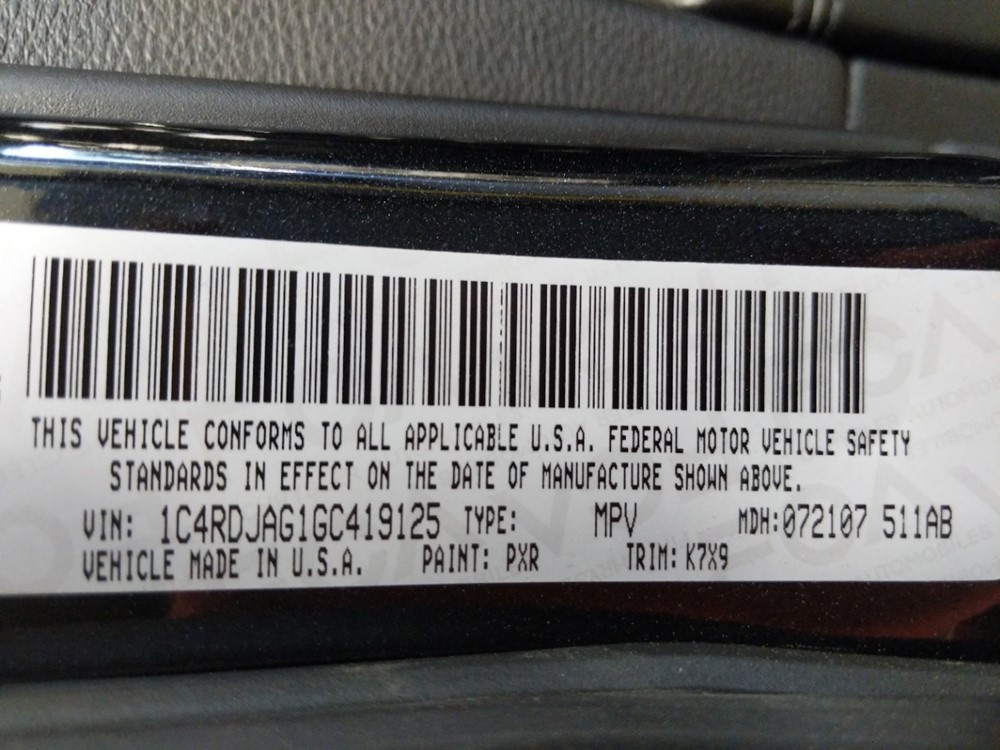 THIS VEHICLE CONFORMS TO ALL APPLICABLE U.S.A. FEDERAL MOTOR VEHICLE SAFETY
STANDARDS IN EFFECT ON THE DATE OF MANUFACTURE SHOWN ABOVE.
VIN: 1C4RDJAG1GC419125 TYPE: MPV MDH:072107 511AB
VEHICLE MADE IN U.S.A. PAINT: PXR TRIM: K7X9